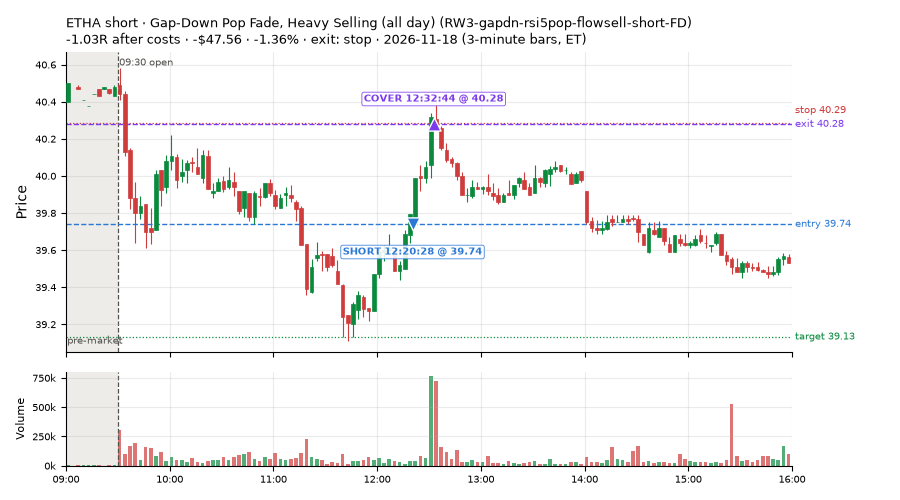 ETHA short · Gap-Down Pop Fade, Heavy Selling (all day) (RW3-gapdn-rsi5pop-flowsell-short-FD)
-1.03R after costs · -$47.56 · -1.36% · exit: stop · 2026-11-18 (3-minute bars, ET)
09:30 open
40.6
COVER 12:32:44 @ 40.28
40.4
stop 40.29
exit 40.28
40.2
40.0
Price
39.8
entry 39.74
SHORT 12:20:28 @ 39.74
39.6
39.4
39.2
pre-market
target 39.13
750k
500k
Volume
250k
0k
09:00 10:00 11:00 12:00 13:00 14:00 15:00 16:00